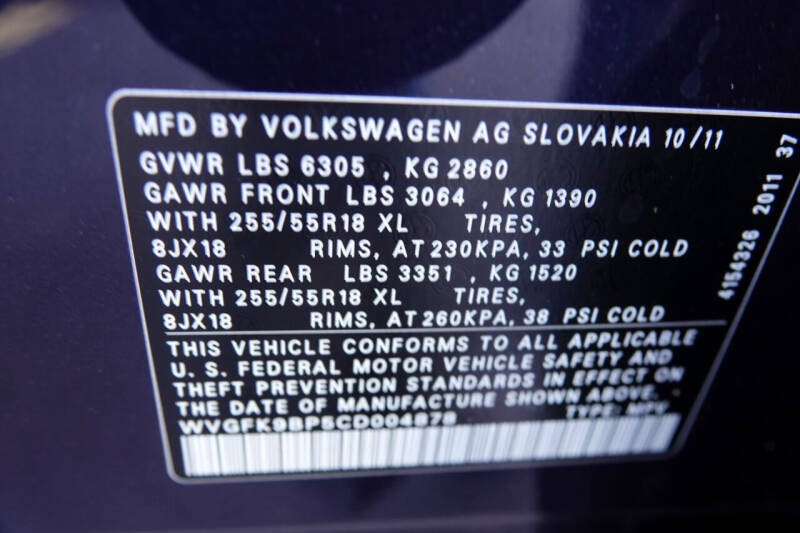 MFD BY VOLKSWAGEN AG SLOVAKIA 10/11
GVWR LBS 6305 , KG 2860
GAWR FRONT LBS 3064 , KG 1390
WITH 255/55R18 XL TIRES,
8JX18 RIMS, AT 230KPA, 33 PSI COLD
GAWR REAR LBS 3351 , KG 1520
WITH 255/55R18 XL TIRES,
8JX18 RIMS, AT 260KPA, 38 PSI COLD
THIS VEHICLE CONFORMS TO ALL APPLICABLE
U. S. FEDERAL MOTOR VEHICLE SAFETY AND
THEFT PREVENTION STANDARDS IN EFFECT ON
THE DATE OF MANUFACTURE SHOWN ABOVE.
WVGFK9BP5CD004878 TYPE: MPV
4154326 2011 37